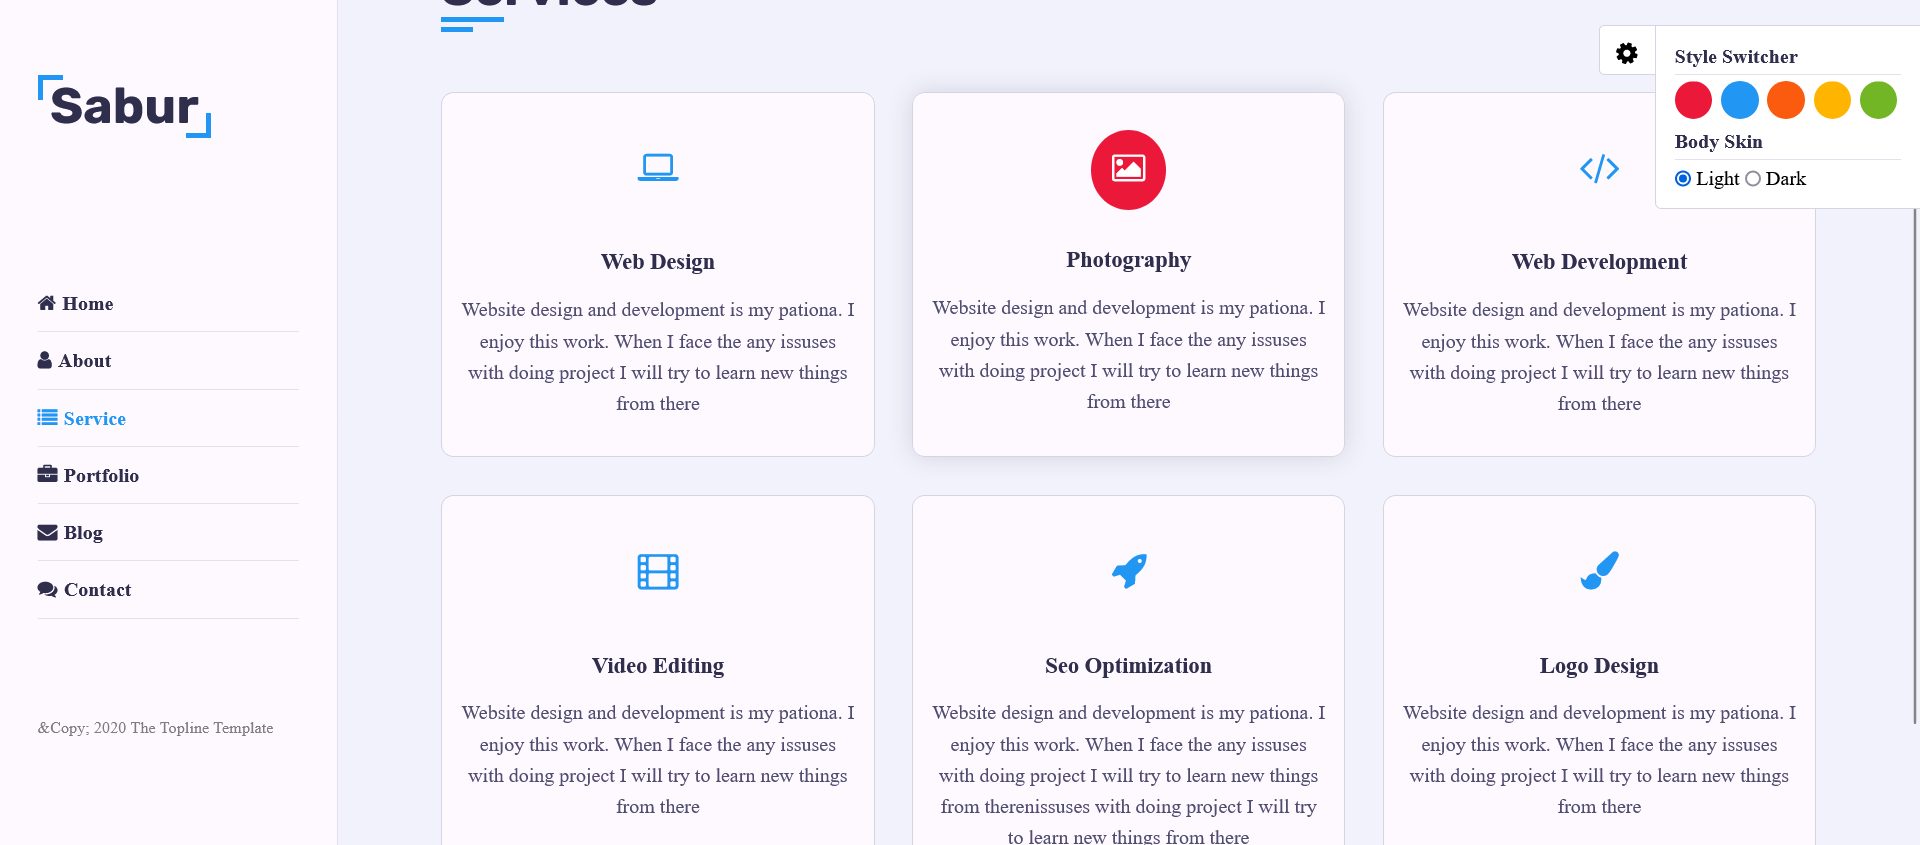 Services
Sabur
Home
About
Service
Portfolio
Blog
Contact
&Copy; 2020 The Topline Template
Style Switcher
Body Skin
Light Dark
Web Design
Website design and development is my pationa. I
enjoy this work. When I face the any issuses
with doing project I will try to learn new things
from there
Photography
Website design and development is my pationa. I
enjoy this work. When I face the any issuses
with doing project I will try to learn new things
from there
Web Development
Website design and development is my pationa. I
enjoy this work. When I face the any issuses
with doing project I will try to learn new things
from there
Video Editing
Website design and development is my pationa. I
enjoy this work. When I face the any issuses
with doing project I will try to learn new things
from there
Seo Optimization
Website design and development is my pationa. I
enjoy this work. When I face the any issuses
with doing project I will try to learn new things
from therenissuses with doing project I will try
to learn new things from there
Logo Design
Website design and development is my pationa. I
enjoy this work. When I face the any issuses
with doing project I will try to learn new things
from there